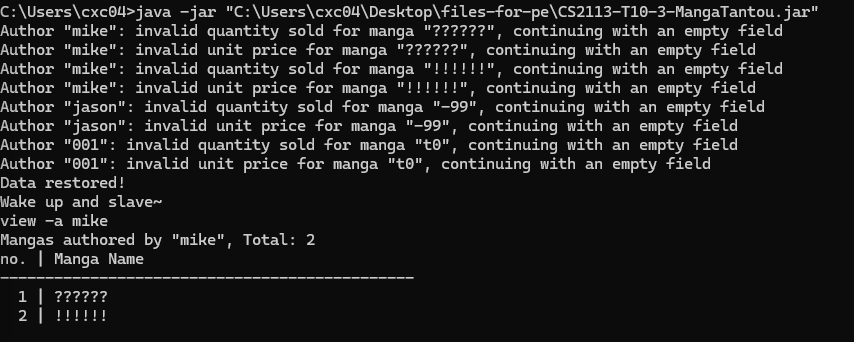 C:\Users\cxc04>java -jar "C:\Users\cxc04\Desktop\files-for-pe\CS2113-T10-3-MangaTantou.jar"
Author "mike": invalid quantity sold for manga "??????", continuing with an empty field
Author "mike": invalid unit price for manga "??????", continuing with an empty field
Author "mike": invalid quantity sold for manga "!!!!!!", continuing with an empty field
Author "mike": invalid unit price for manga "!!!!!!", continuing with an empty field
Author "jason": invalid quantity sold for manga "-99", continuing with an empty field
Author "jason": invalid unit price for manga "-99", continuing with an empty field
Author "001": invalid quantity sold for manga "t0", continuing with an empty field
Author "001": invalid unit price for manga "t0", continuing with an empty field
Data restored!
Wake up and slave~
view -a mike
Mangas authored by "mike", Total: 2
no. | Manga Name
----------------------------------------------
  1 | ??????
  2 | !!!!!!